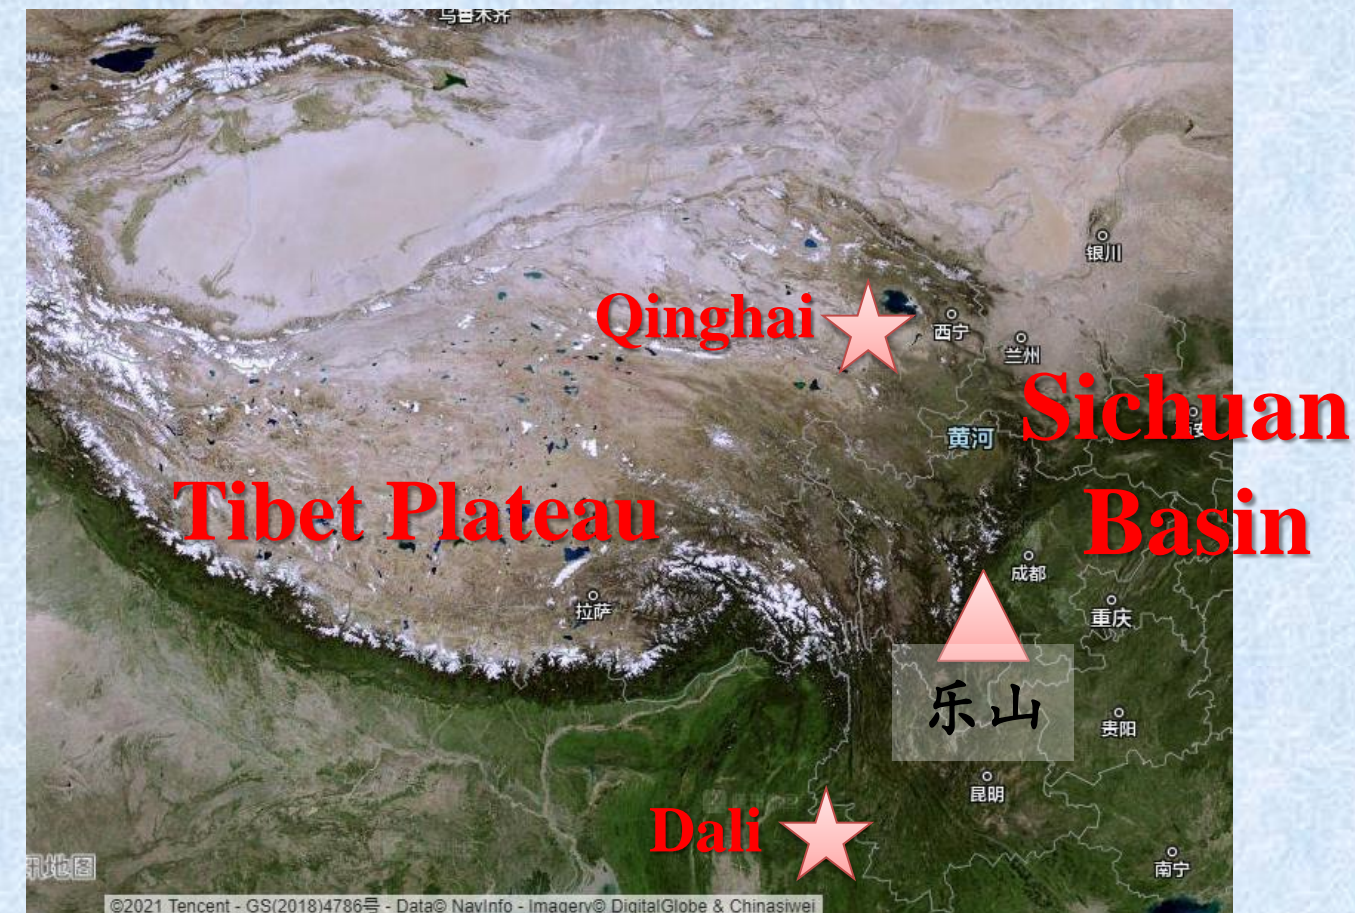 乌鲁木齐
银川
Qinghai
西宁
兰州
Sichuan
黄河
Tibet Plateau
Basin
成都
拉萨
重庆
乐山
贵阳
昆明
Dali
南宁
讯地图
©2021 Tencent - GS(2018)4786号 - Data© NavInfo - Imagery© DigitalGlobe & Chinasiwei